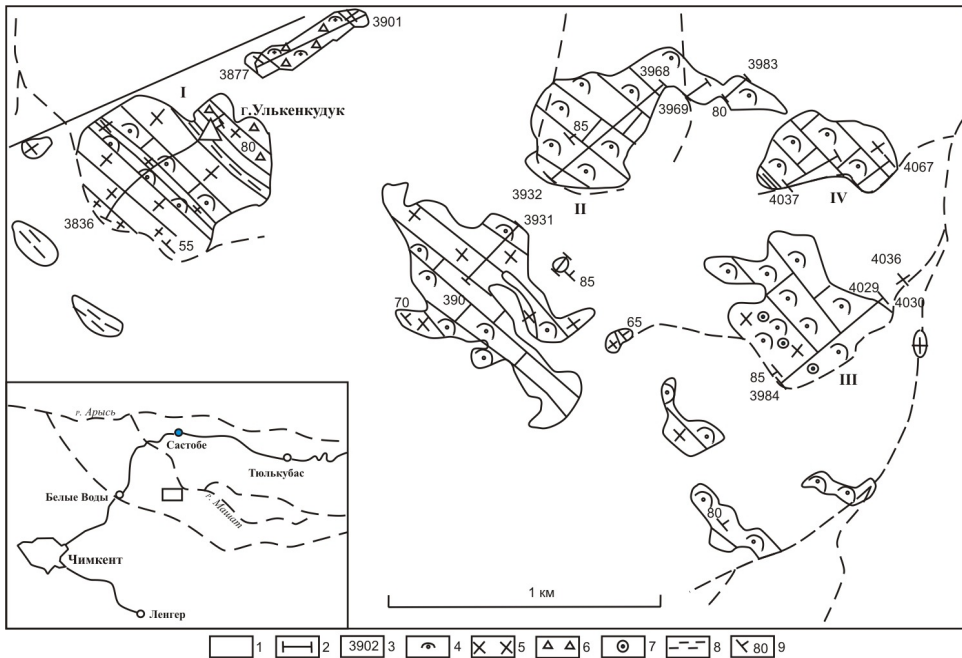 3901
3877
I
г.Улькенкудук
80
3836
55
3983
3968
3969
80
85
3932
II
3931
85
390
70
65
4067
4037
IV
4036
4029
4030
III
85
3984
80
г. Арысь
Састобе
Тюлькубас
Белые Воды
г. Машат
Чимкент
Ленгер
1 км
1
2
3902 3
4
5
6
7
8
80 9